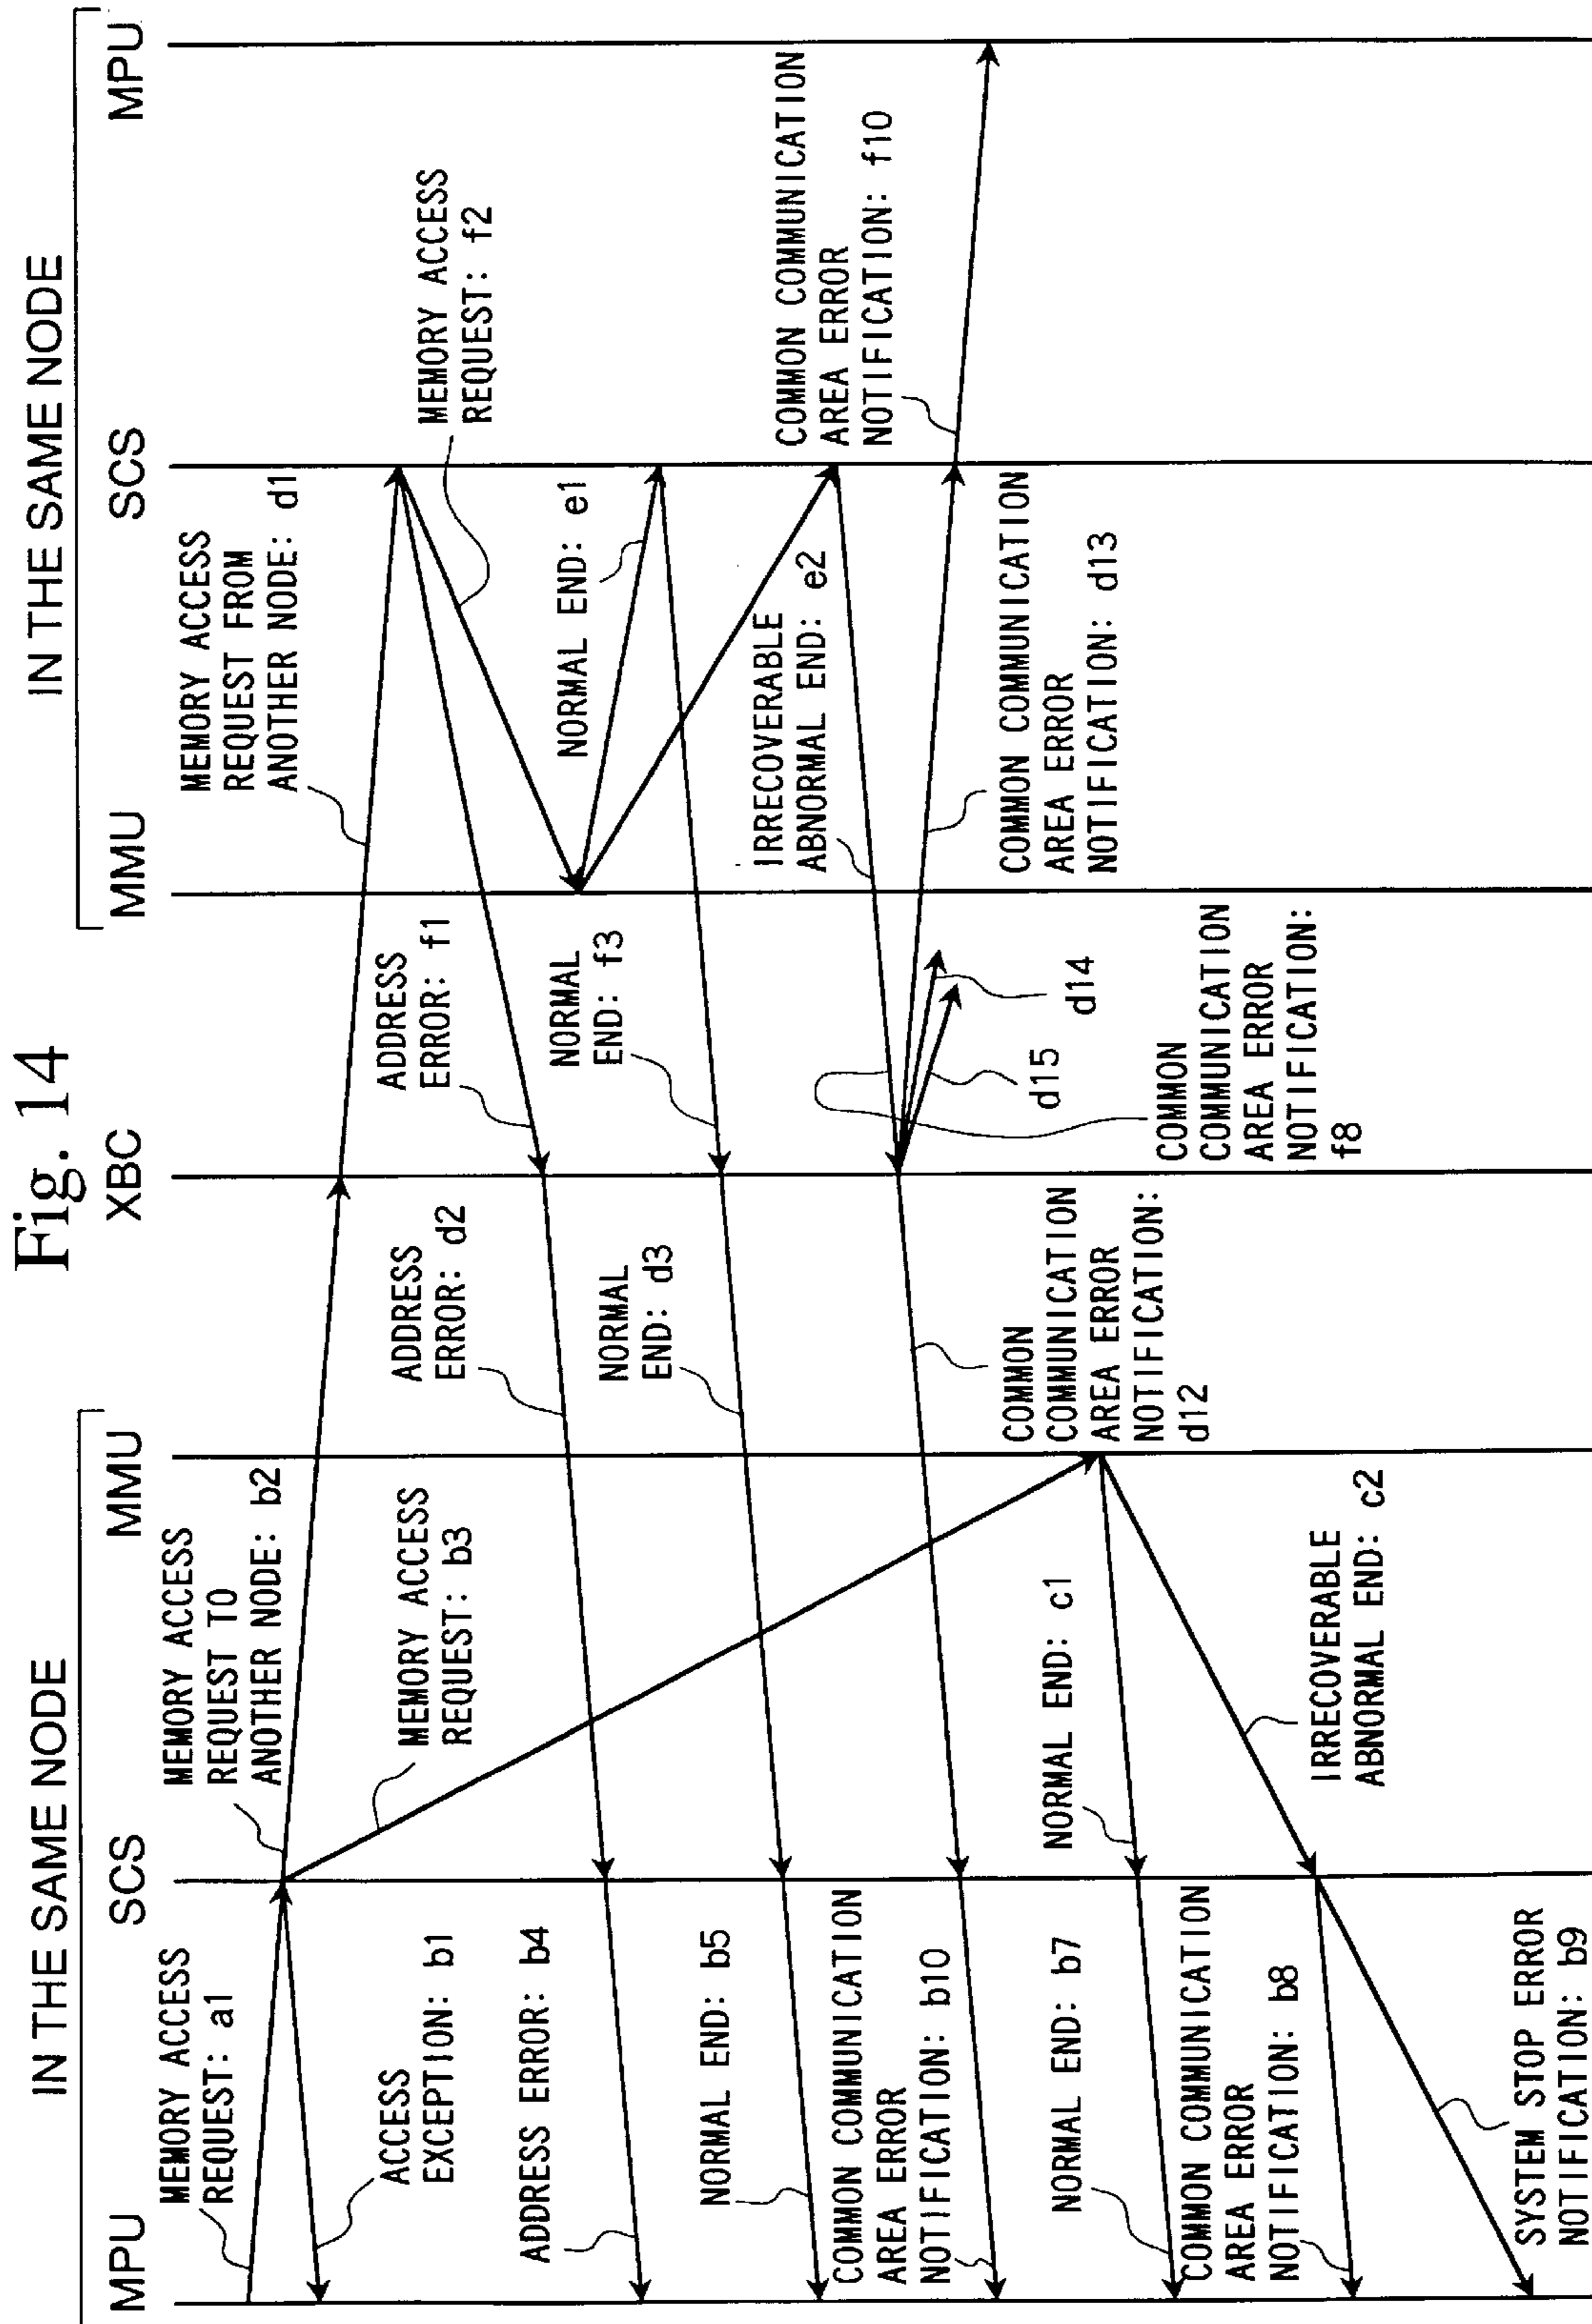 Fig. 14
IN THE SAME NODE
IN THE SAME NODE
MPU
SCS
MMU
XBC
MMU
SCS
MPU
MEMORY ACCESS
REQUEST: a1
MEMORY ACCESS
REQUEST TO
ANOTHER NODE: b2
MEMORY ACCESS
REQUEST FROM
ANOTHER NODE: d1
ACCESS
EXCEPTION: b1
MEMORY ACCESS
REQUEST: b3
ADDRESS
ERROR: d2
ADDRESS
ERROR: f1
MEMORY ACCESS
REQUEST: f2
ADDRESS ERROR: b4
NORMAL
END: d3
NORMAL
END: f3
NORMAL END: e1
NORMAL END: b5
IRRECOVERABLE
ABNORMAL END: e2
COMMON COMMUNICATION
AREA ERROR
NOTIFICATION: f10
COMMON COMMUNICATION
AREA ERROR
NOTIFICATION: b10
COMMON
COMMUNICATION
AREA ERROR
NOTIFICATION:
d12
d15
d14
COMMON COMMUNICATION
AREA ERROR
NOTIFICATION: d13
COMMON
COMMUNICATION
AREA ERROR
NOTIFICATION:
f8
NORMAL END: b7
NORMAL END: c1
COMMON COMMUNICATION
AREA ERROR
NOTIFICATION: b8
IRRECOVERABLE
ABNORMAL END: c2
SYSTEM STOP ERROR
NOTIFICATION: b9